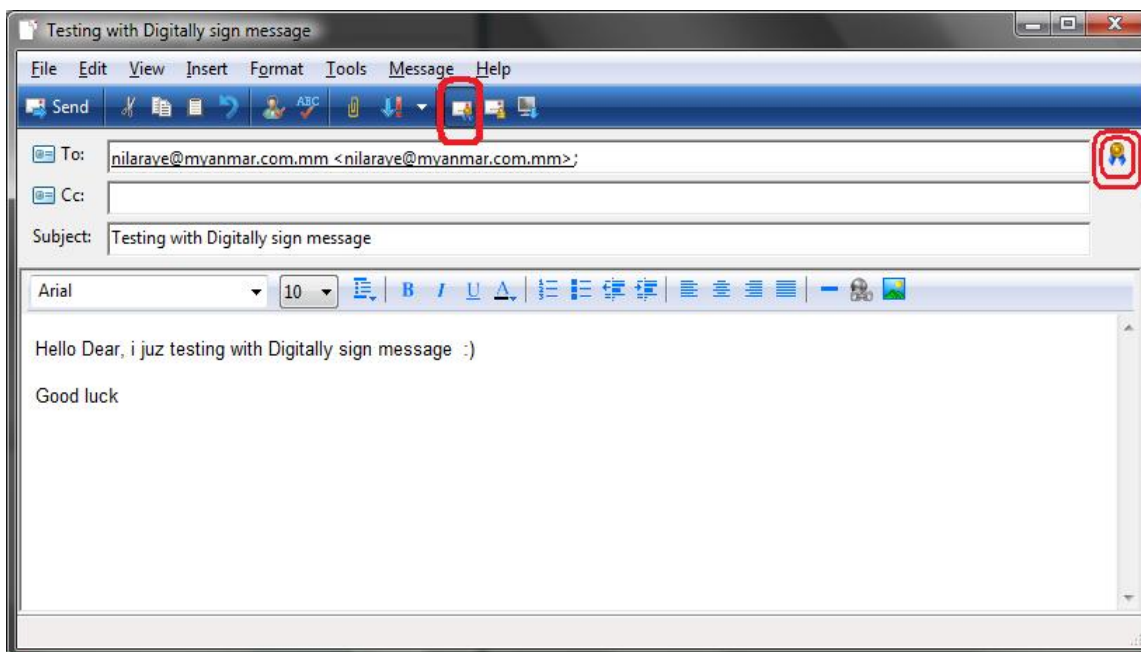 Testing with Digitally sign message
File Edit View Insert Format Tools Message Help
Send ABC
To: nilaraye@myanmar.com.mm <nilaraye@myanmar.com.mm>;
Cc:
Subject: Testing with Digitally sign message
Arial 10 B I U A
Hello Dear, i juz testing with Digitally sign message :)
Good luck